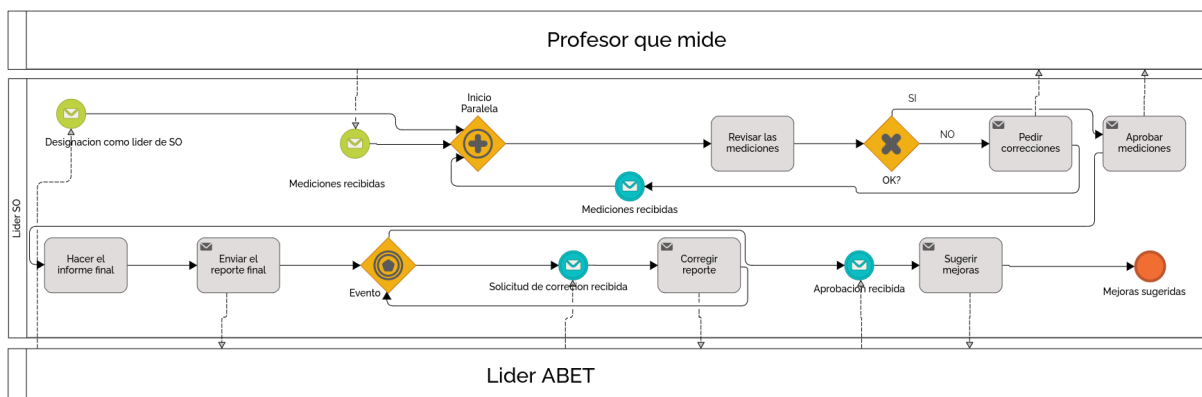 Profesor que mide
Lider SO
Inicio
Paralela
Designacion como lider de SO
Mediciones recibidas
Revisar las
mediciones
SI
NO
OK?
Pedir
correcciones
Aprobar
mediciones
Mediciones recibidas
Hacer el
informe final
Enviar el
reporte final
Evento
Solicitud de correcion recibida
Corregir
reporte
Aprobacion recibida
Sugerir
mejoras
Mejoras sugeridas
Lider ABET